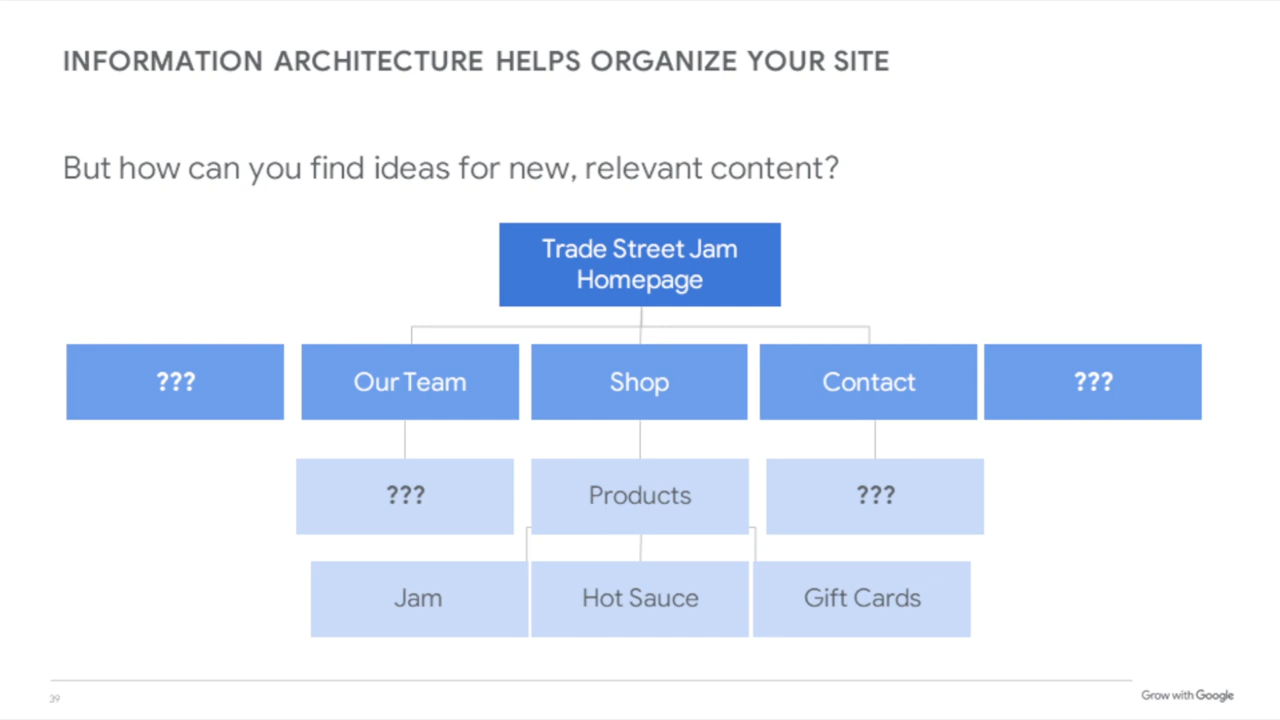 INFORMATION ARCHITECTURE HELPS ORGANIZE YOUR SITE
But how can you find ideas for new, relevant content?
Trade Street Jam
Homepage
???
Our Team
Shop
Contact
???
???
Products
???
Jam
Hot Sauce
Gift Cards
39
Grow with Google